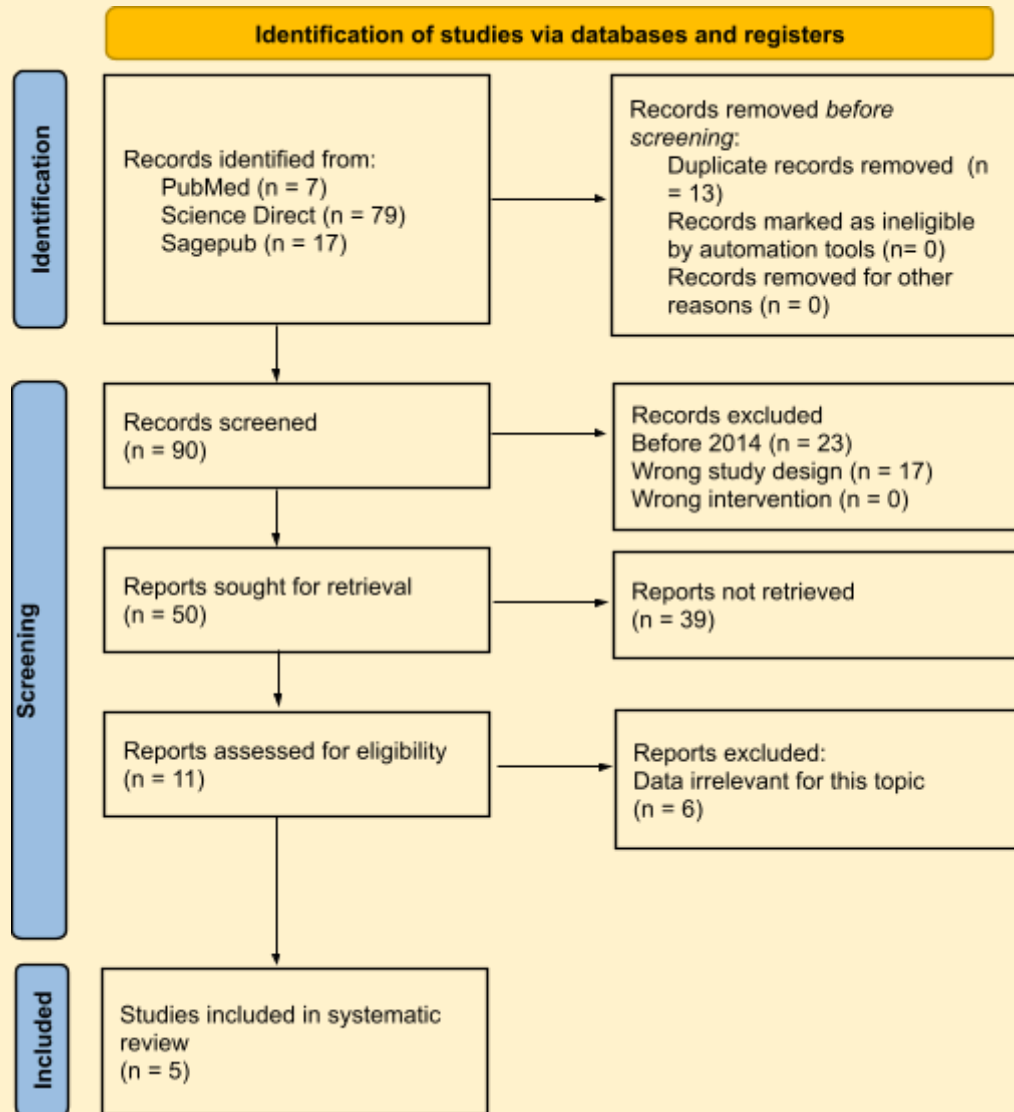 Identification of studies via databases and registers
Identification
Records identified from:
PubMed (n = 7)
Science Direct (n = 79)
Sagepub (n = 17)
Records removed before
screening:
Duplicate records removed (n
= 13)
Records marked as ineligible
by automation tools (n= 0)
Records removed for other
reasons (n = 0)
Screening
Records screened
(n = 90)
Records excluded
Before 2014 (n = 23)
Wrong study design (n = 17)
Wrong intervention (n = 0)
Reports sought for retrieval
(n = 50)
Reports not retrieved
(n = 39)
Reports assessed for eligibility
(n = 11)
Reports excluded:
Data irrelevant for this topic
(n = 6)
Included
Studies included in systematic
review
(n = 5)